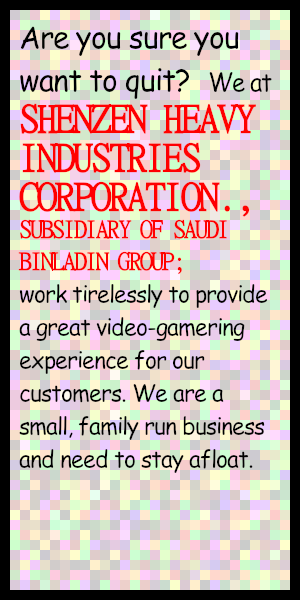 Are you sure you
want to quit? We at
SHENZEN HEAVY
INDUSTRIES
CORPORATION.,
SUBSIDIARY OF SAUDI
BINLADIN GROUP;
work tirelessly to provide
a great video-gamering
experience for our
customers. We are a
small, family run business
and need to stay afloat.